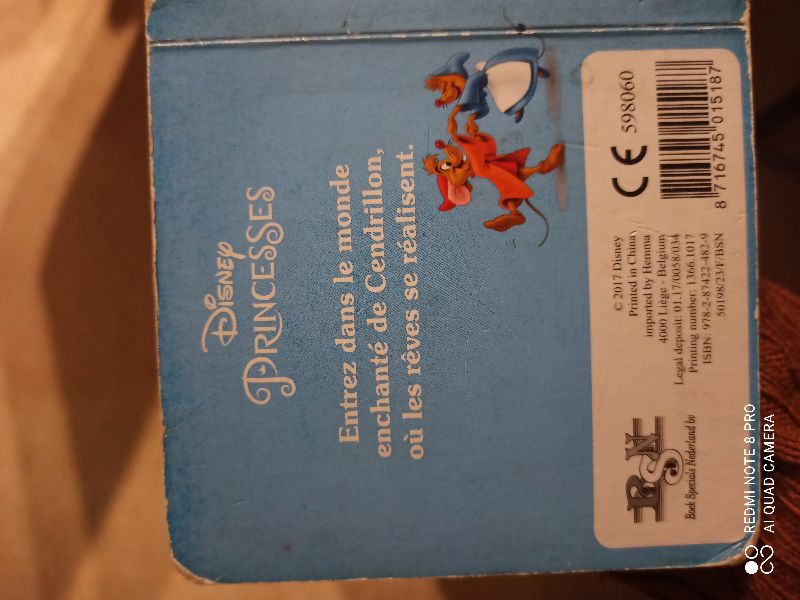 Disney
PRINCESSES
Entrez dans le monde
enchanté de Cendrillon,
où les rêves se réalisent.
BSN
Boek Specials Nederland bv
© 2017 Disney
Printed in China
imported by Hemma
4000 Liège - Belgium
Legal deposit: 01.17/0058/034
Printing number: 1366.1017
ISBN: 978-2-87422-482-9
50198/23/F/BSN
CE 598060
8 716745 015187
REDMI NOTE 8 PRO
AI QUAD CAMERA